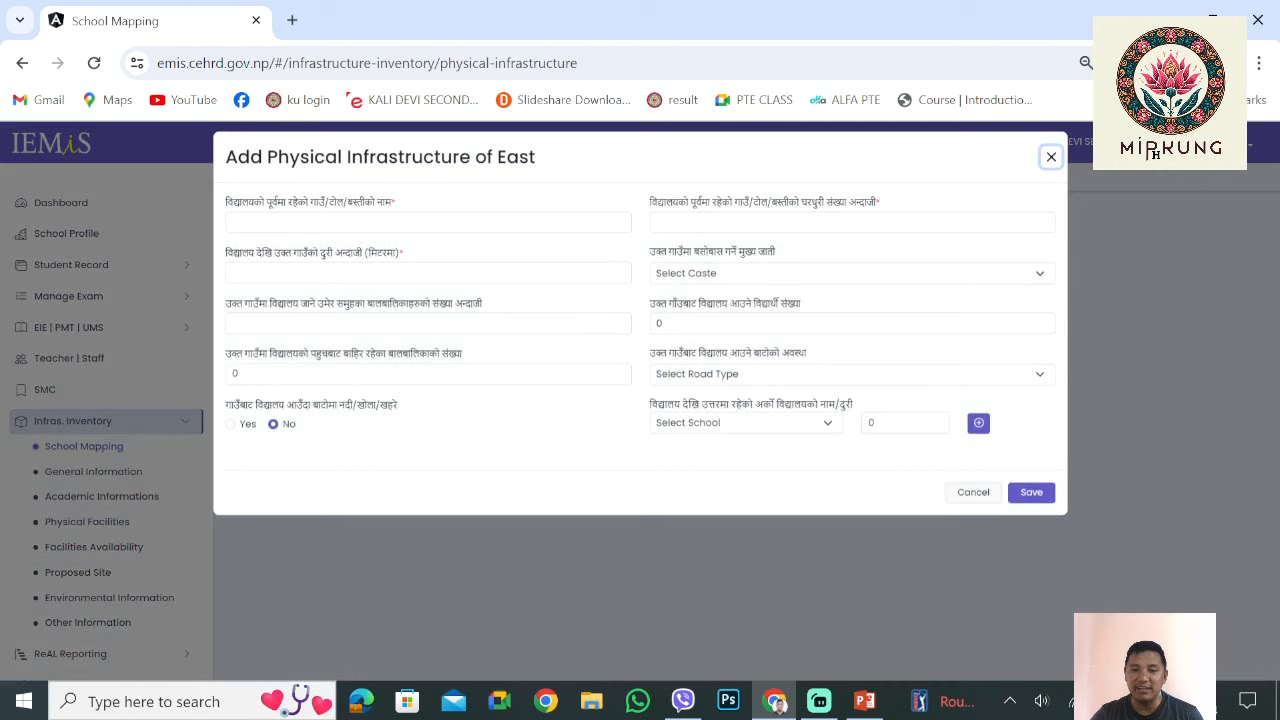 School Mapping
emis.cehrd.gov.np/#/infrastructure-inventory/physical-infrastructure
Gmail
Maps
YouTube
ku login
KALI DEVI SECOND...
Slideshare Downloa...
result
PTE CLASS
ALFA PTE
Course | Introductio...
MIPKUNG
H
IEMIS
Dashboard
School Profile
Student Record
Manage Exam
EIE | PMT | UMS
Teacher | Staff
SMC
Infras. Inventory
School Mapping
General Information
Academic Informations
Physical Facilities
Facilities Availability
Proposed Site
Environmental Information
Other Information
ReAL Reporting
Add Physical Infrastructure of East
विद्यालयको पूर्वमा रहेको गाउँ/टोल/बस्तीको नाम*
विद्यालयको पूर्वमा रहेको गाउँ/टोल/बस्तीको घरधुरी संख्या अन्दाजी*
विद्यालय देखि उक्त गाउँको दुरी अन्दाजी (मिटरमा)*
उक्त गाउँमा बसोबास गर्ने मुख्य जाती
Select Caste
उक्त गाउँमा विद्यालय जाने उमेर समुहका बालबालिकाहरुको संख्या अन्दाजी
उक्त गाँउबाट विद्यालय आउने विद्यार्थी संख्या
0
उक्त गाउँमा विद्यालयको पहुचबाट बाहिर रहेका बालबालिकाको संख्या
0
उक्त गाउँबाट विद्यालय आउने बाटोको अवस्था
Select Road Type
गाउँबाट विद्यालय आउँदा बाटोमा नदी/खोला/खहरे
Yes No
विद्यालय देखि उत्तरमा रहेको अर्को विद्यालयको नाम/दुरी
Select School 0
Cancel Save
Type here to search
Rou...